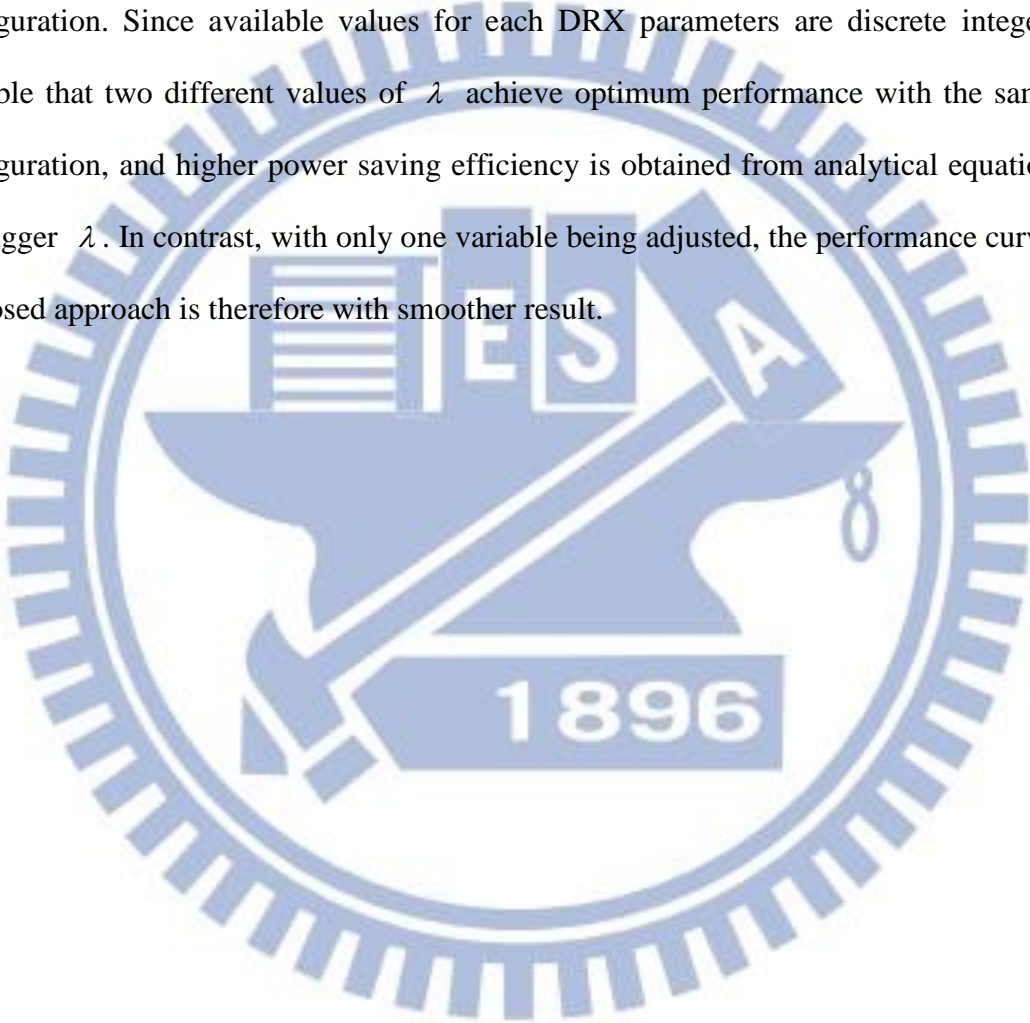 guration. Since available values for each DRX parameters are discrete intege
ble that two different values of λ achieve optimum performance with the sam
guration, and higher power saving efficiency is obtained from analytical equatio
gger λ. In contrast, with only one variable being adjusted, the performance curv
osed approach is therefore with smoother result.
E S A
1896